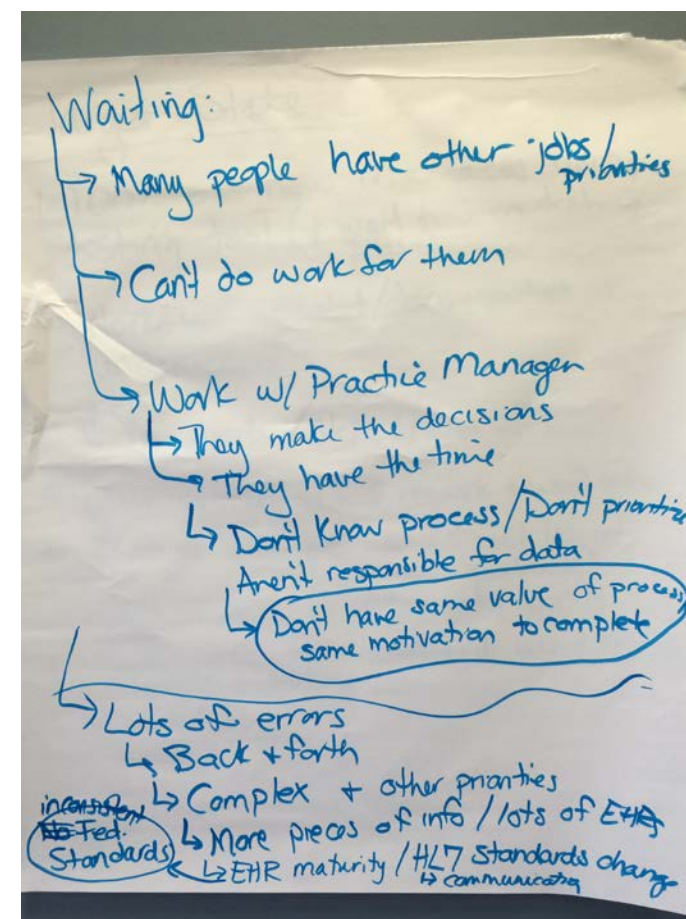 Waiting:
→ Many people have other jobs/
priorities
→ Can't do work for them
→ Work w/ Practice Manager
→ They make the decisions
→ They have the time
↳ Don't know process/Don't prioritize
Aren't responsible for data
↳ Don't have same value of process,
same motivation to complete
→ Lots of errors
↳ Back + forth
↳ Complex + other priorities
↳ More pieces of info / lots of EHRs
inconsistent
No Fed.
Standards
↳ EHR maturity / HL7 Standards change
↳ communication